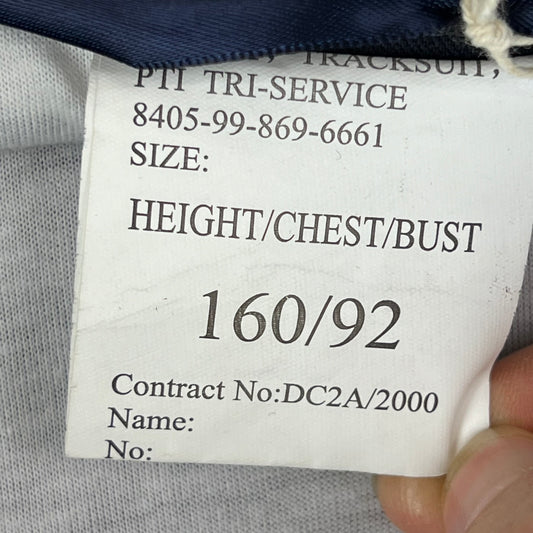 TRACKSUIT,
PTI TRI-SERVICE
8405-99-869-6661
SIZE:
HEIGHT/CHEST/BUST
160/92
Contract No:DC2A/2000
Name:
No: